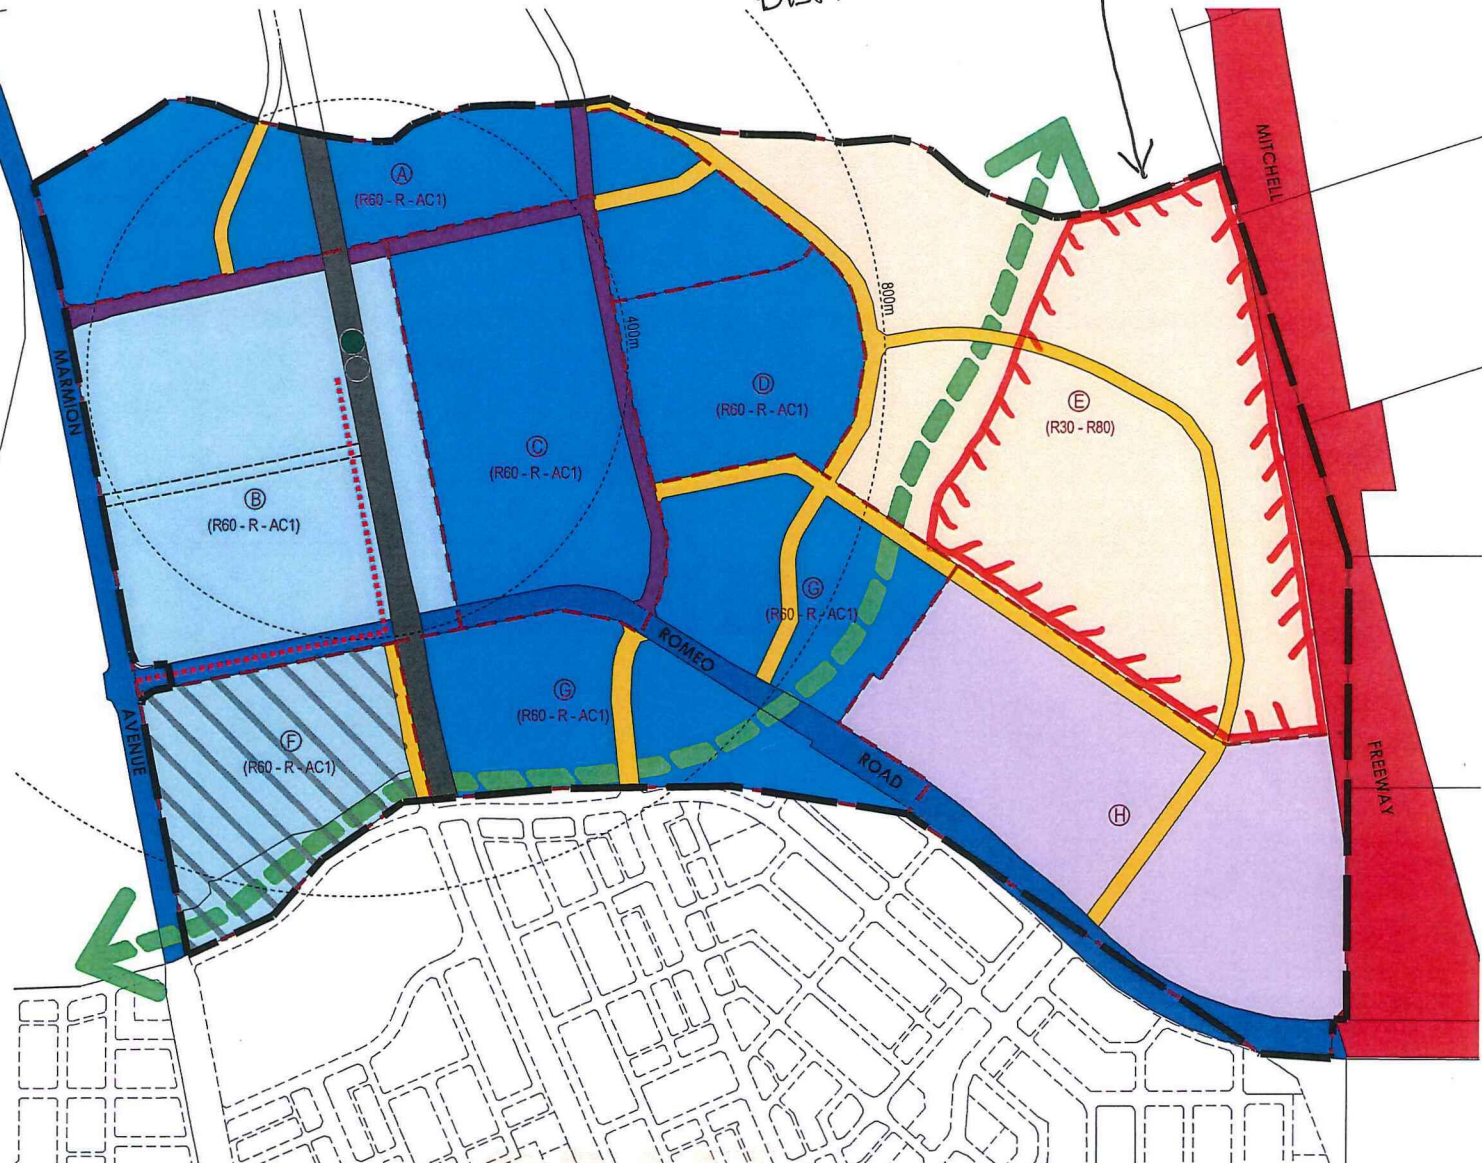 MITCHELL
A
(R60 - R - AC1)
800m
400m
MARMION
D
(R60 - R - AC1)
E
(R30 - R80)
C
(R60 - R - AC1)
B
(R60 - R - AC1)
G
(R60 - R - AC1)
ROMEO
G
(R60 - R - AC1)
AVENUE
F
(R60 - R - AC1)
ROAD
FREEWAY
H